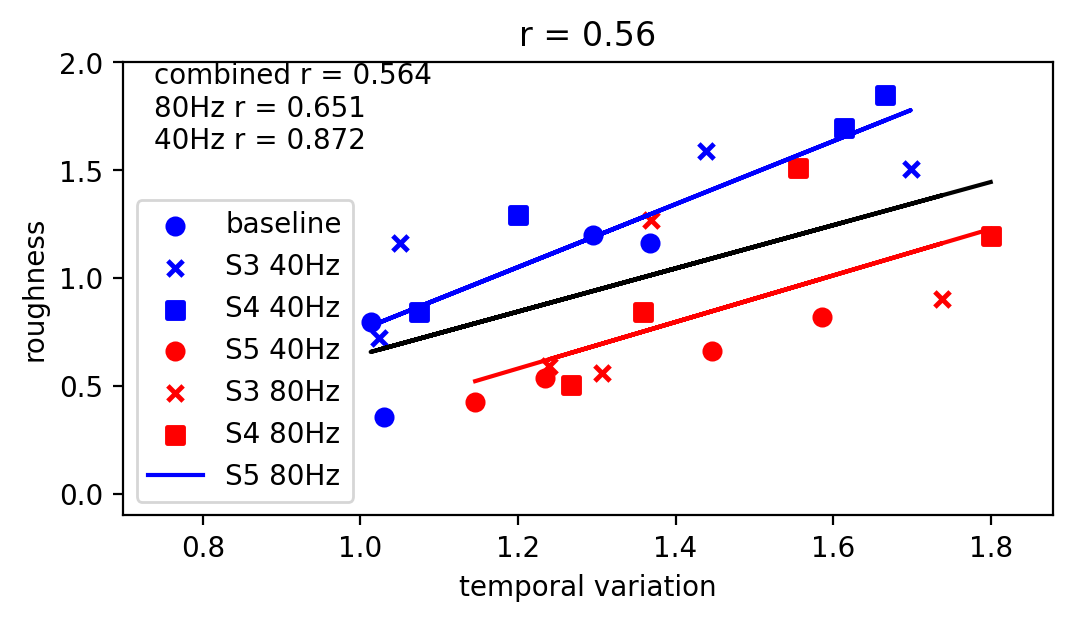 r = 0.56
combined r = 0.564
80Hz r = 0.651
40Hz r = 0.872
baseline
S3 40Hz
S4 40Hz
S5 40Hz
S3 80Hz
S4 80Hz
S5 80Hz
roughness
2.0
1.5
1.0
0.5
0.0
0.8 1.0 1.2 1.4 1.6 1.8
temporal variation